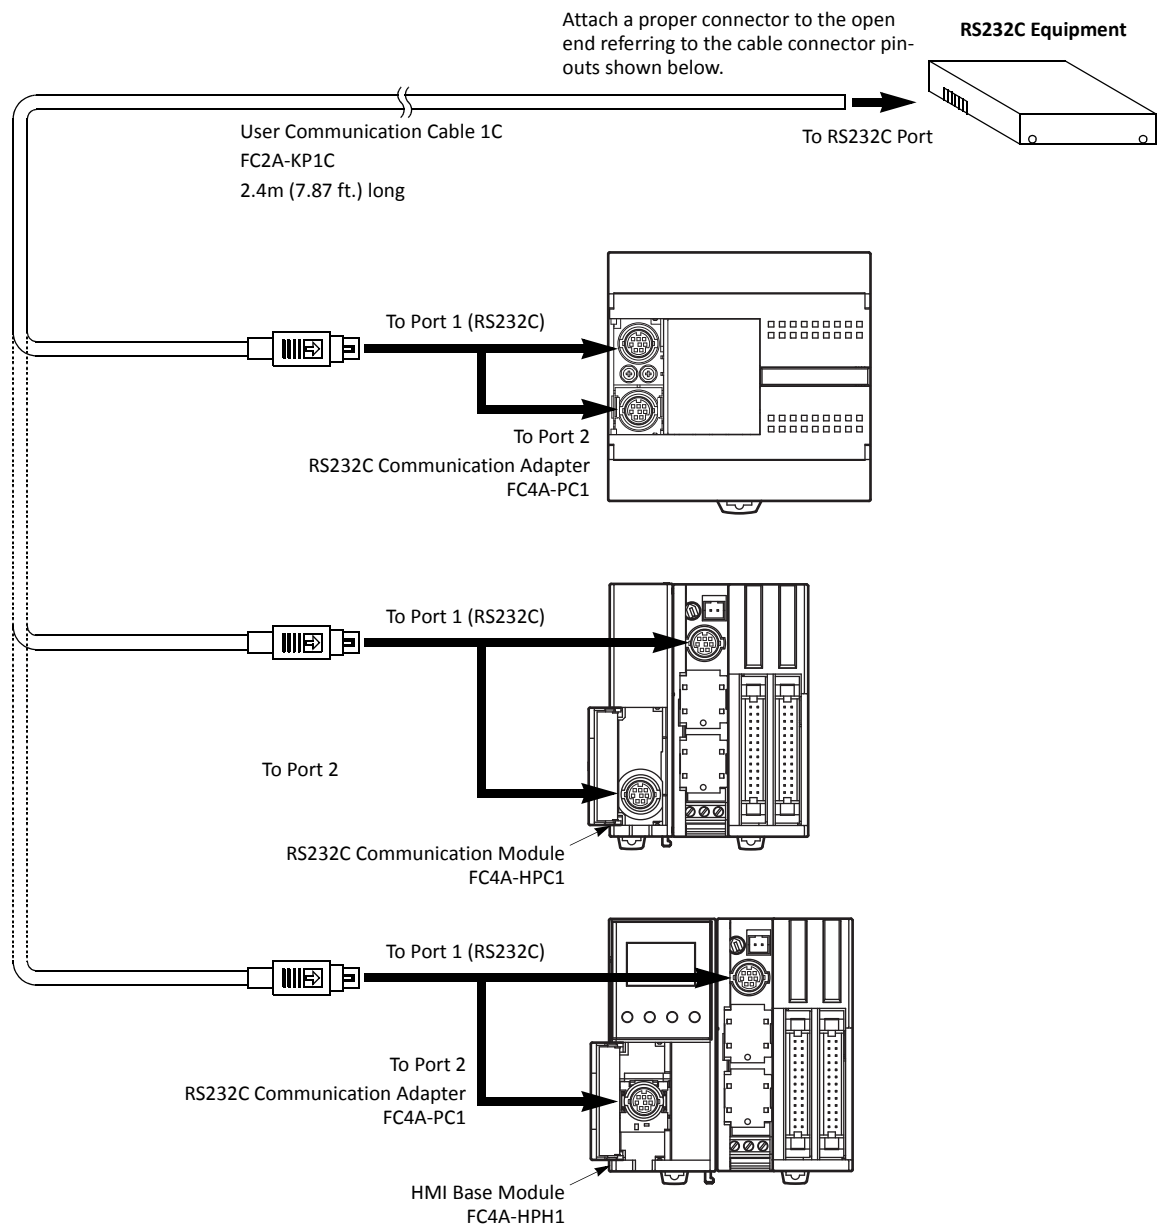 Attach a proper connector to the open
end referring to the cable connector pin-
outs shown below.
RS232C Equipment
To RS232C Port
User Communication Cable 1C
FC2A-KP1C
2.4m (7.87 ft.) long
To Port 1 (RS232C)
To Port 2
RS232C Communication Adapter
FC4A-PC1
To Port 1 (RS232C)
To Port 2
RS232C Communication Module
FC4A-HPC1
To Port 1 (RS232C)
To Port 2
RS232C Communication Adapter
FC4A-PC1
HMI Base Module
FC4A-HPH1